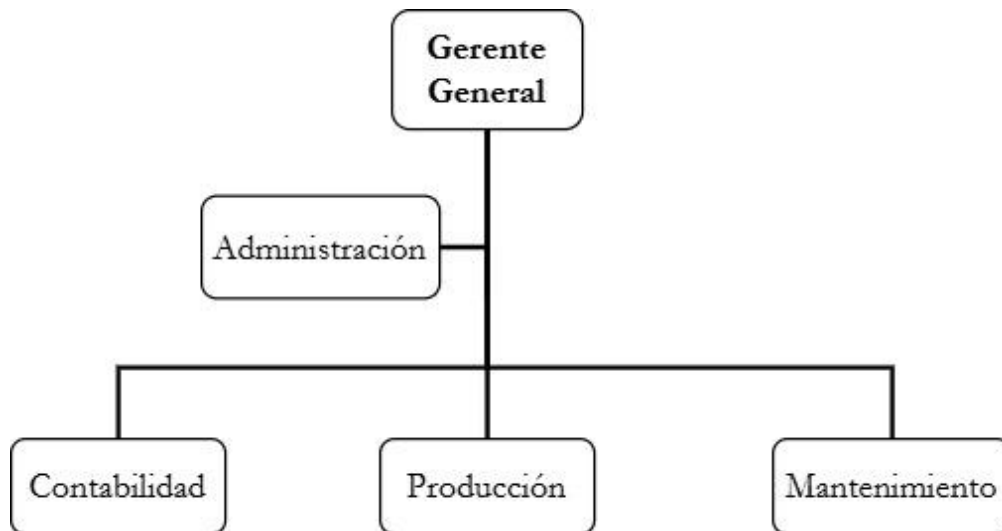 Gerente
General
Administración
Contabilidad
Producción
Mantenimiento